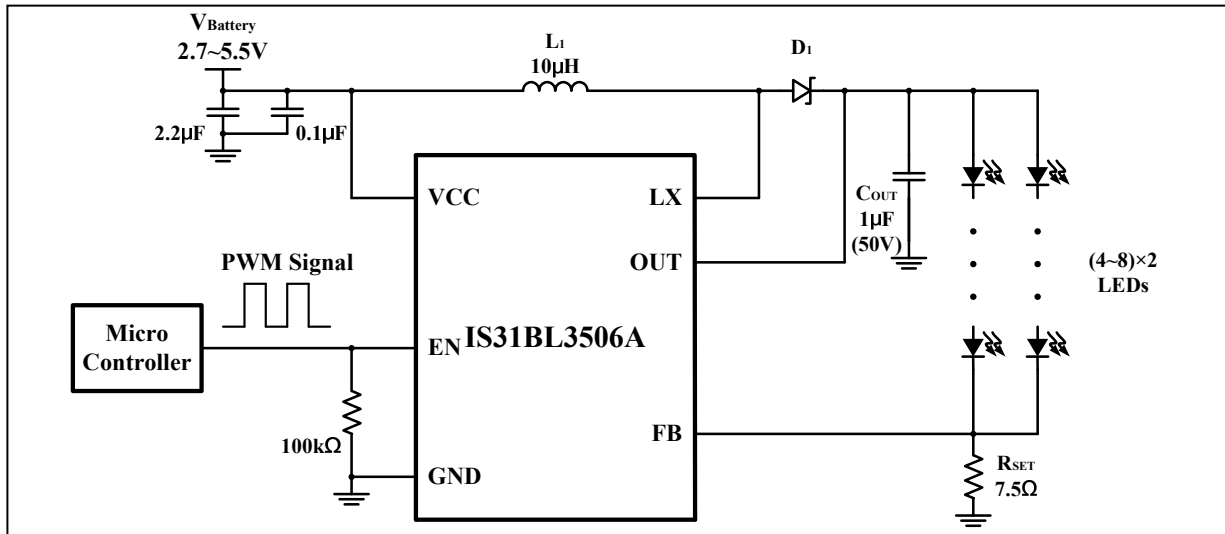 VBattery
2.7~5.5V
L1
10μH
D1
2.2μF
0.1μF
VCC
LX
COUT
1μF
(50V)
OUT
PWM Signal
(4~8)×2
LEDs
Micro
Controller
EN
IS31BL3506A
100kΩ
FB
GND
RSET
7.5Ω